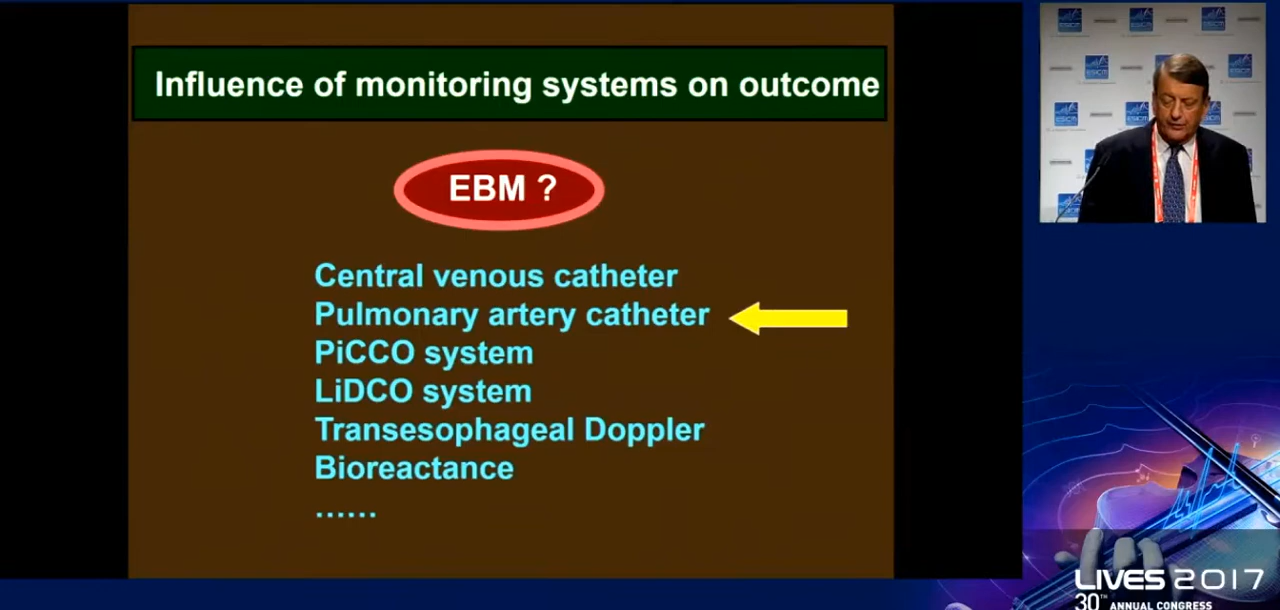 Influence of monitoring systems on outcome
EBM ?
Central venous catheter
Pulmonary artery catheter
PiCCO system
LiDCO system
Transesophageal Doppler
Bioreactance
......
ESICM
LIVES 2017
30TH ANNUAL CONGRESS